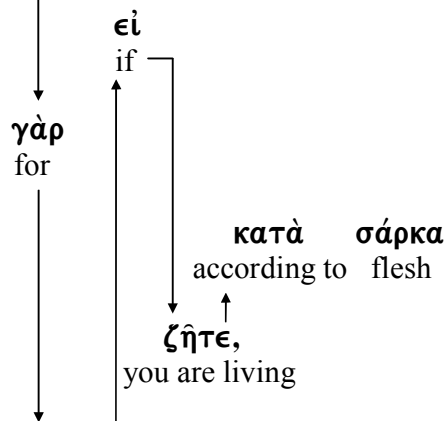 εἰ
if
γὰρ
for
κατὰ σάρκα
according to flesh
ζῆτε,
you are living